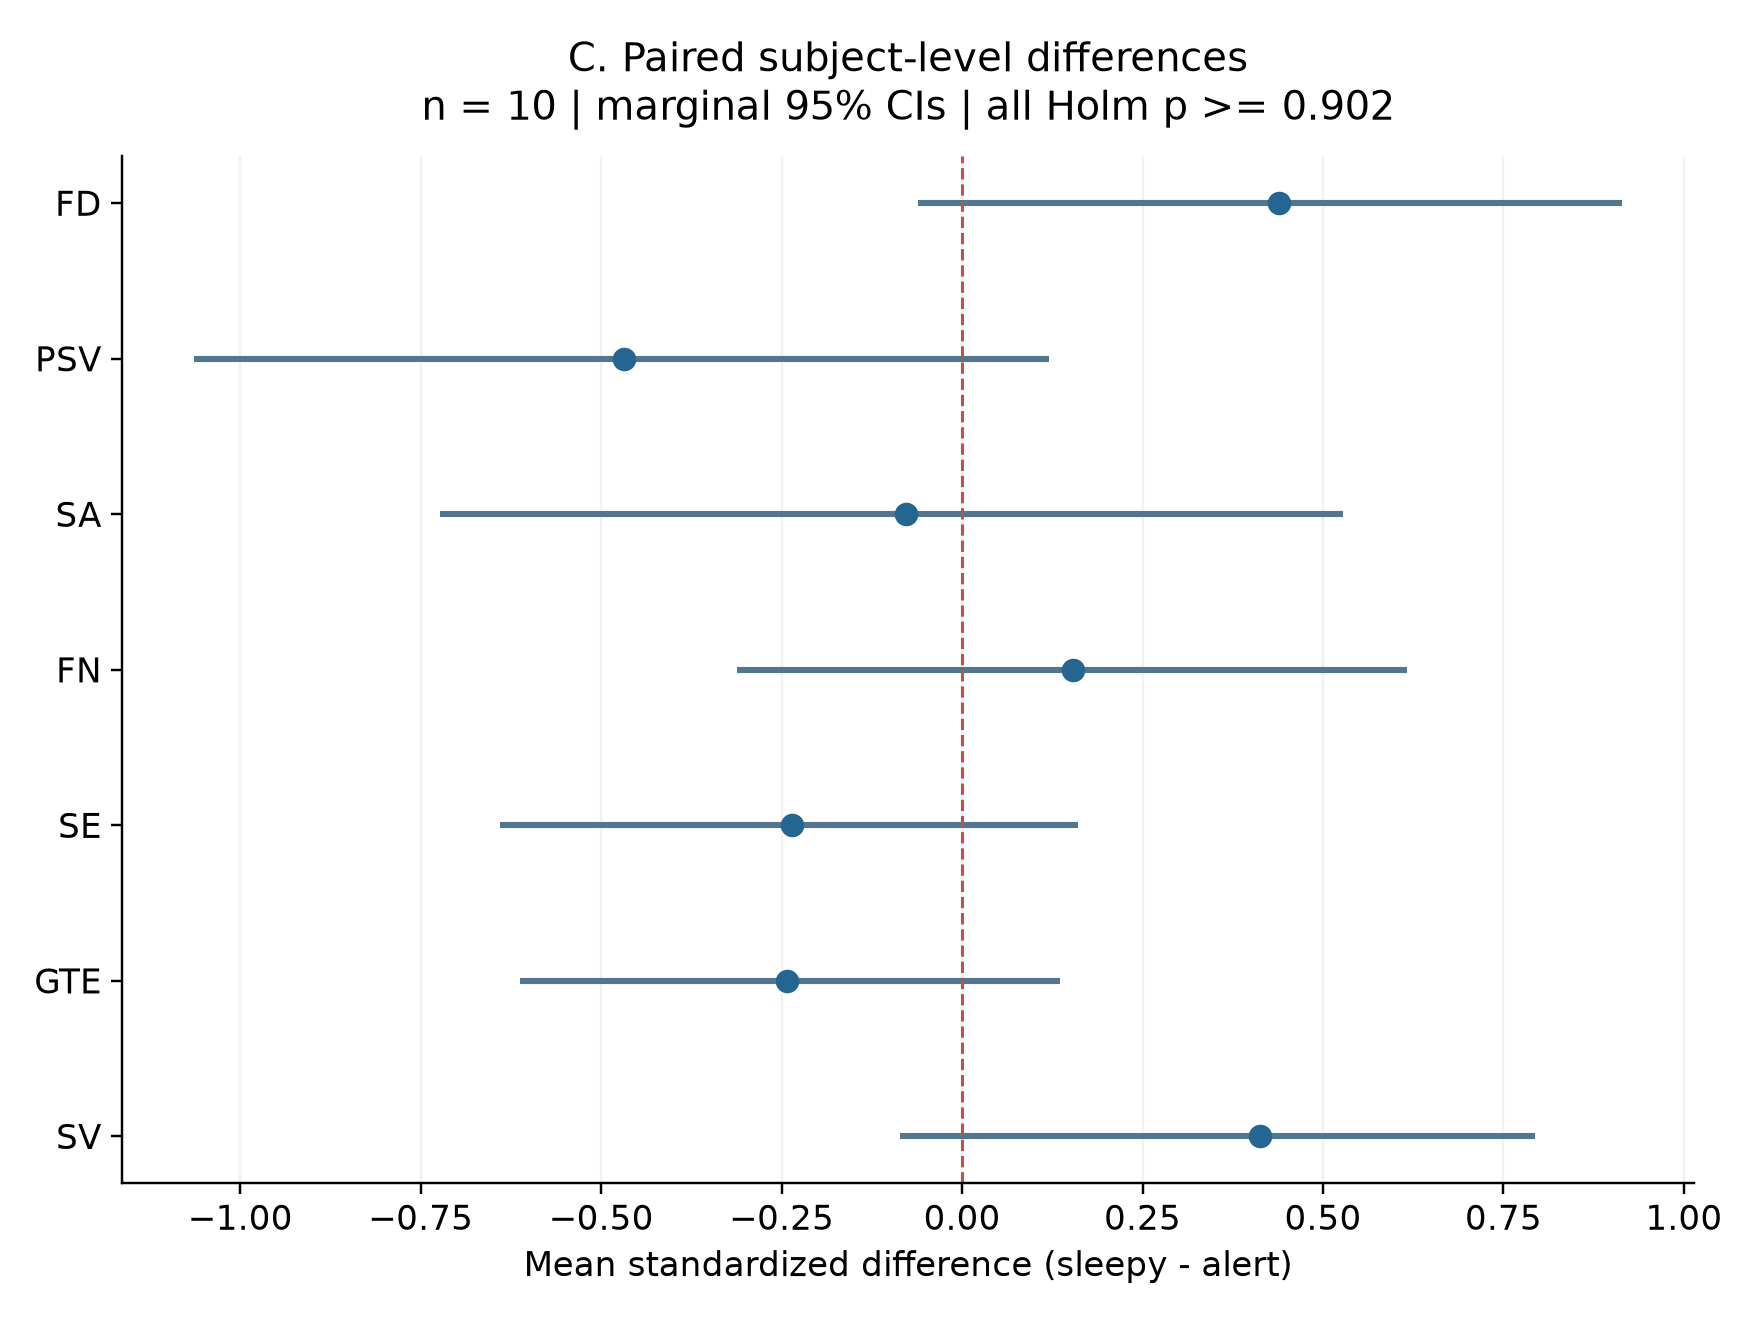 C. Paired subject-level differences
n = 10 | marginal 95% CIs | all Holm p >= 0.902
FD
PSV
SA
FN
SE
GTE
SV
−1.00 −0.75 −0.50 −0.25 0.00 0.25 0.50 0.75 1.00
Mean standardized difference (sleepy - alert)